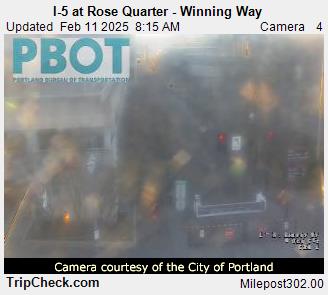 I-5 at Rose Quarter - Winning Way
Updated Feb 11 2025 8:15 AM Camera 4
PBOT
PORTLAND BUREAU OF TRANSPORTATION
Camera courtesy of the City of Portland
TripCheck.com Milepost302.00